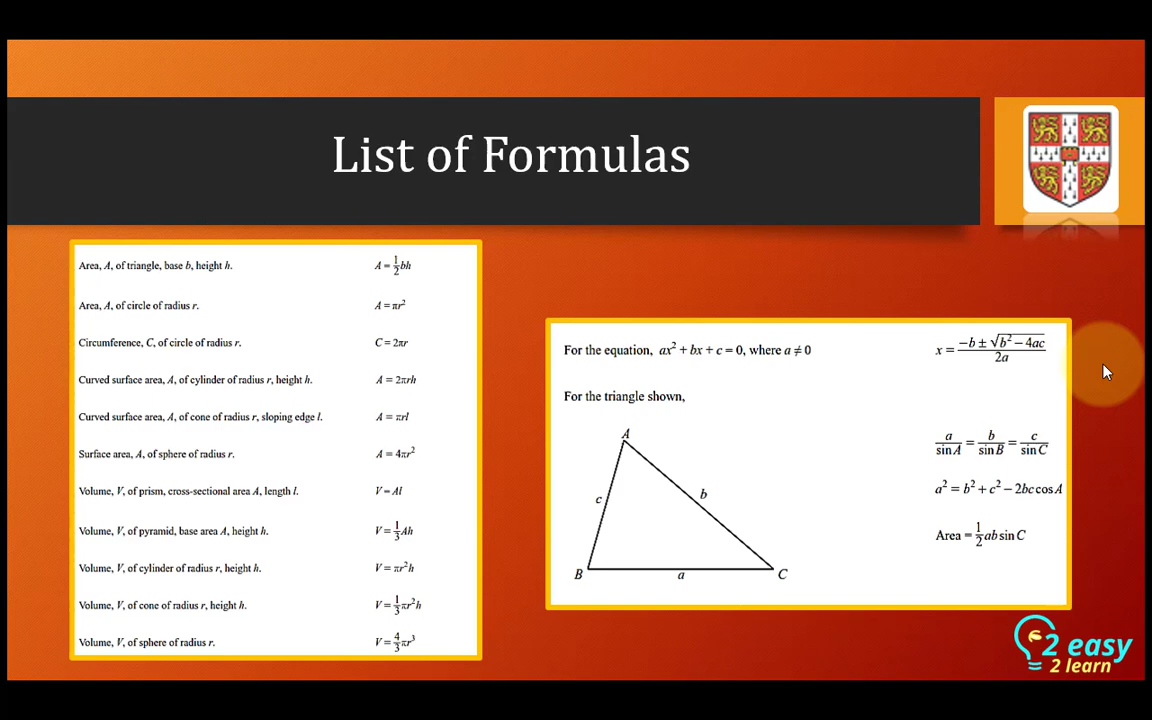 List of Formulas
Area, A, of triangle, base b, height h. A = 1/2 bh
Area, A, of circle of radius r. A = πr²
Circumference, C, of circle of radius r. C = 2πr
Curved surface area, A, of cylinder of radius r, height h. A = 2πrh
Curved surface area, A, of cone of radius r, sloping edge l. A = πrl
Surface area, A, of sphere of radius r. A = 4πr²
Volume, V, of prism, cross-sectional area A, length l. V = Al
Volume, V, of pyramid, base area A, height h. V = 1/3 Ah
Volume, V, of cylinder of radius r, height h. V = πr²h
Volume, V, of cone of radius r, height h. V = 1/3 πr²h
Volume, V, of sphere of radius r. V = 4/3 πr³
For the equation, ax² + bx + c = 0, where a ≠ 0 x = (−b ± √(b² − 4ac)) / 2a
For the triangle shown,
A
c
b
B
a
C
a/sin A = b/sin B = c/sin C
a² = b² + c² − 2bc cos A
Area = 1/2 ab sin C
2 easy
2 learn